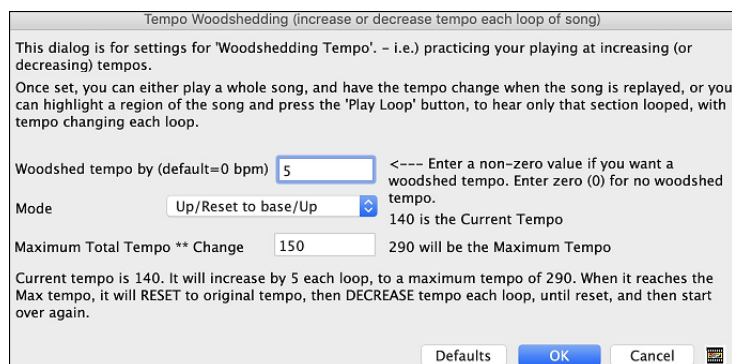 Tempo Woodshedding (increase or decrease tempo each loop of song)
This dialog is for settings for 'Woodshedding Tempo'. – i.e.) practicing your playing at increasing (or
decreasing) tempos.
Once set, you can either play a whole song, and have the tempo change when the song is replayed, or you
can highlight a region of the song and press the 'Play Loop' button, to hear only that section looped, with
tempo changing each loop.
Woodshed tempo by (default=0 bpm) 5
<--- Enter a non-zero value if you want a
woodshed tempo. Enter zero (0) for no woodshed
tempo.
Mode Up/Reset to base/Up
140 is the Current Tempo
Maximum Total Tempo ** Change 150
290 will be the Maximum Tempo
Current tempo is 140. It will increase by 5 each loop, to a maximum tempo of 290. When it reaches the
Max tempo, it will RESET to original tempo, then DECREASE tempo each loop, until reset, and then start
over again.
Defaults OK Cancel